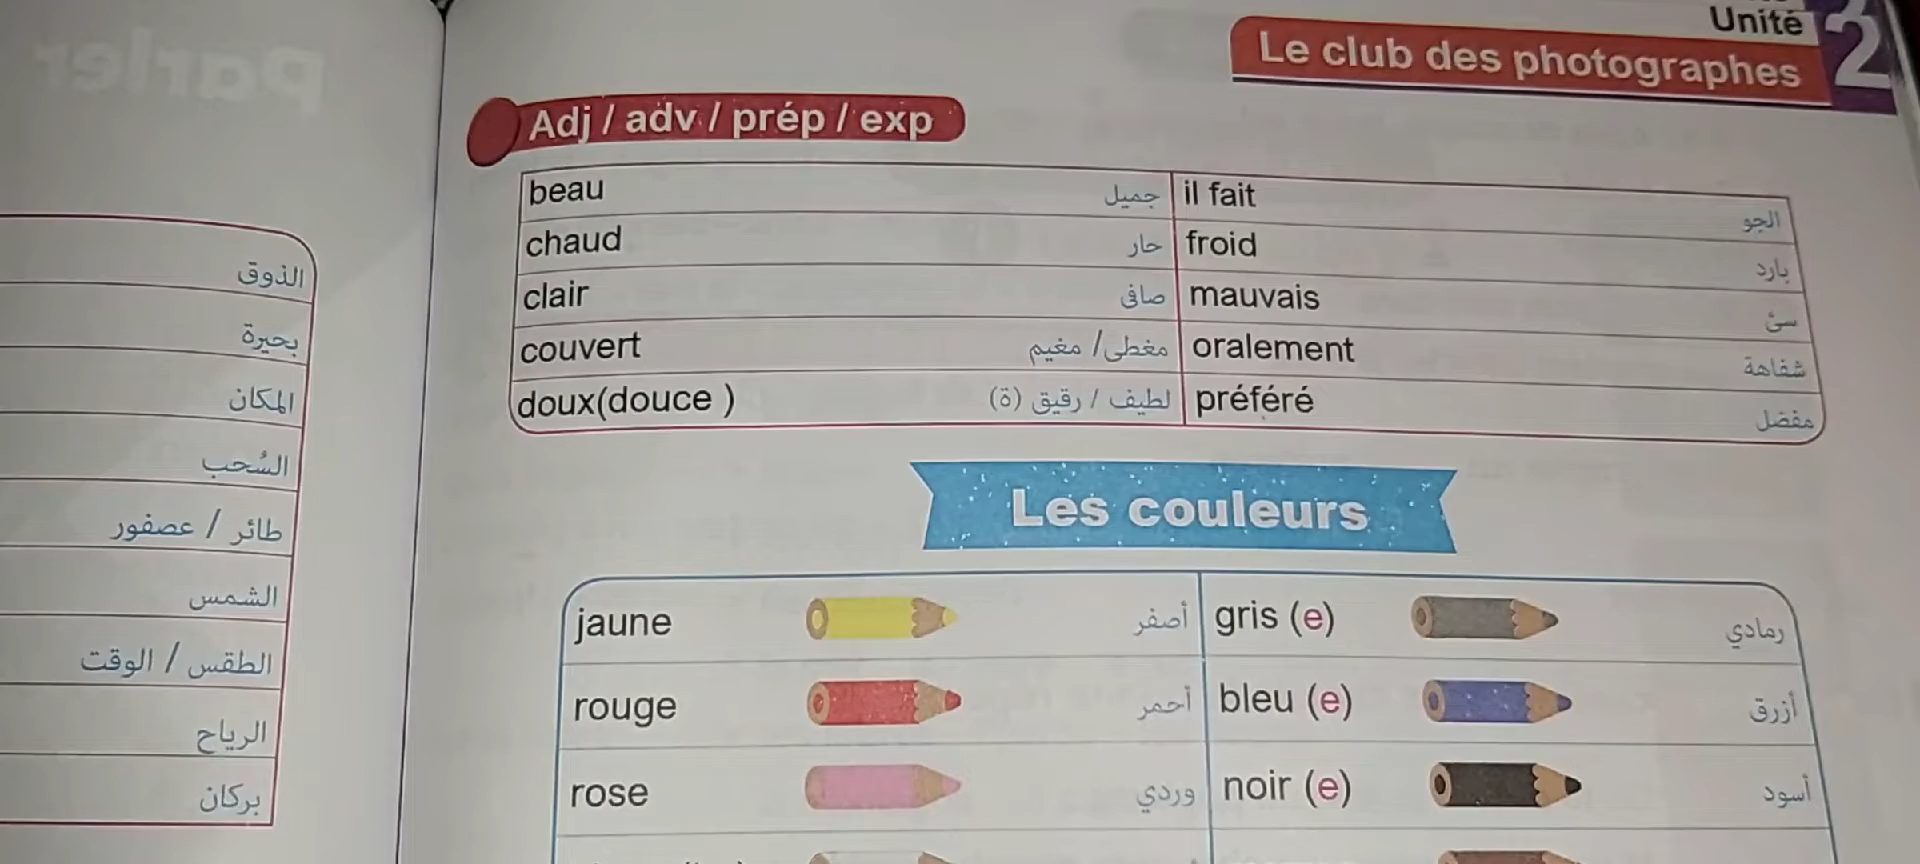 Unité 2
Le club des photographes
Adj / adv / prép / exp
beau جميل il fait الجو
chaud حار froid بارد
clair صافى mauvais سئ
couvert مغطى/ مغيم oralement شفاهة
doux(douce ) لطيف / رقيق (ة) préféré مفضل
Les couleurs
jaune أصفر gris (e) رمادي
rouge أحمر bleu (e) أزرق
rose وردي noir (e) أسود
الذوق
بحيرة
المكان
السُحب
طائر / عصفور
الشمس
الطقس / الوقت
الرياح
بركان